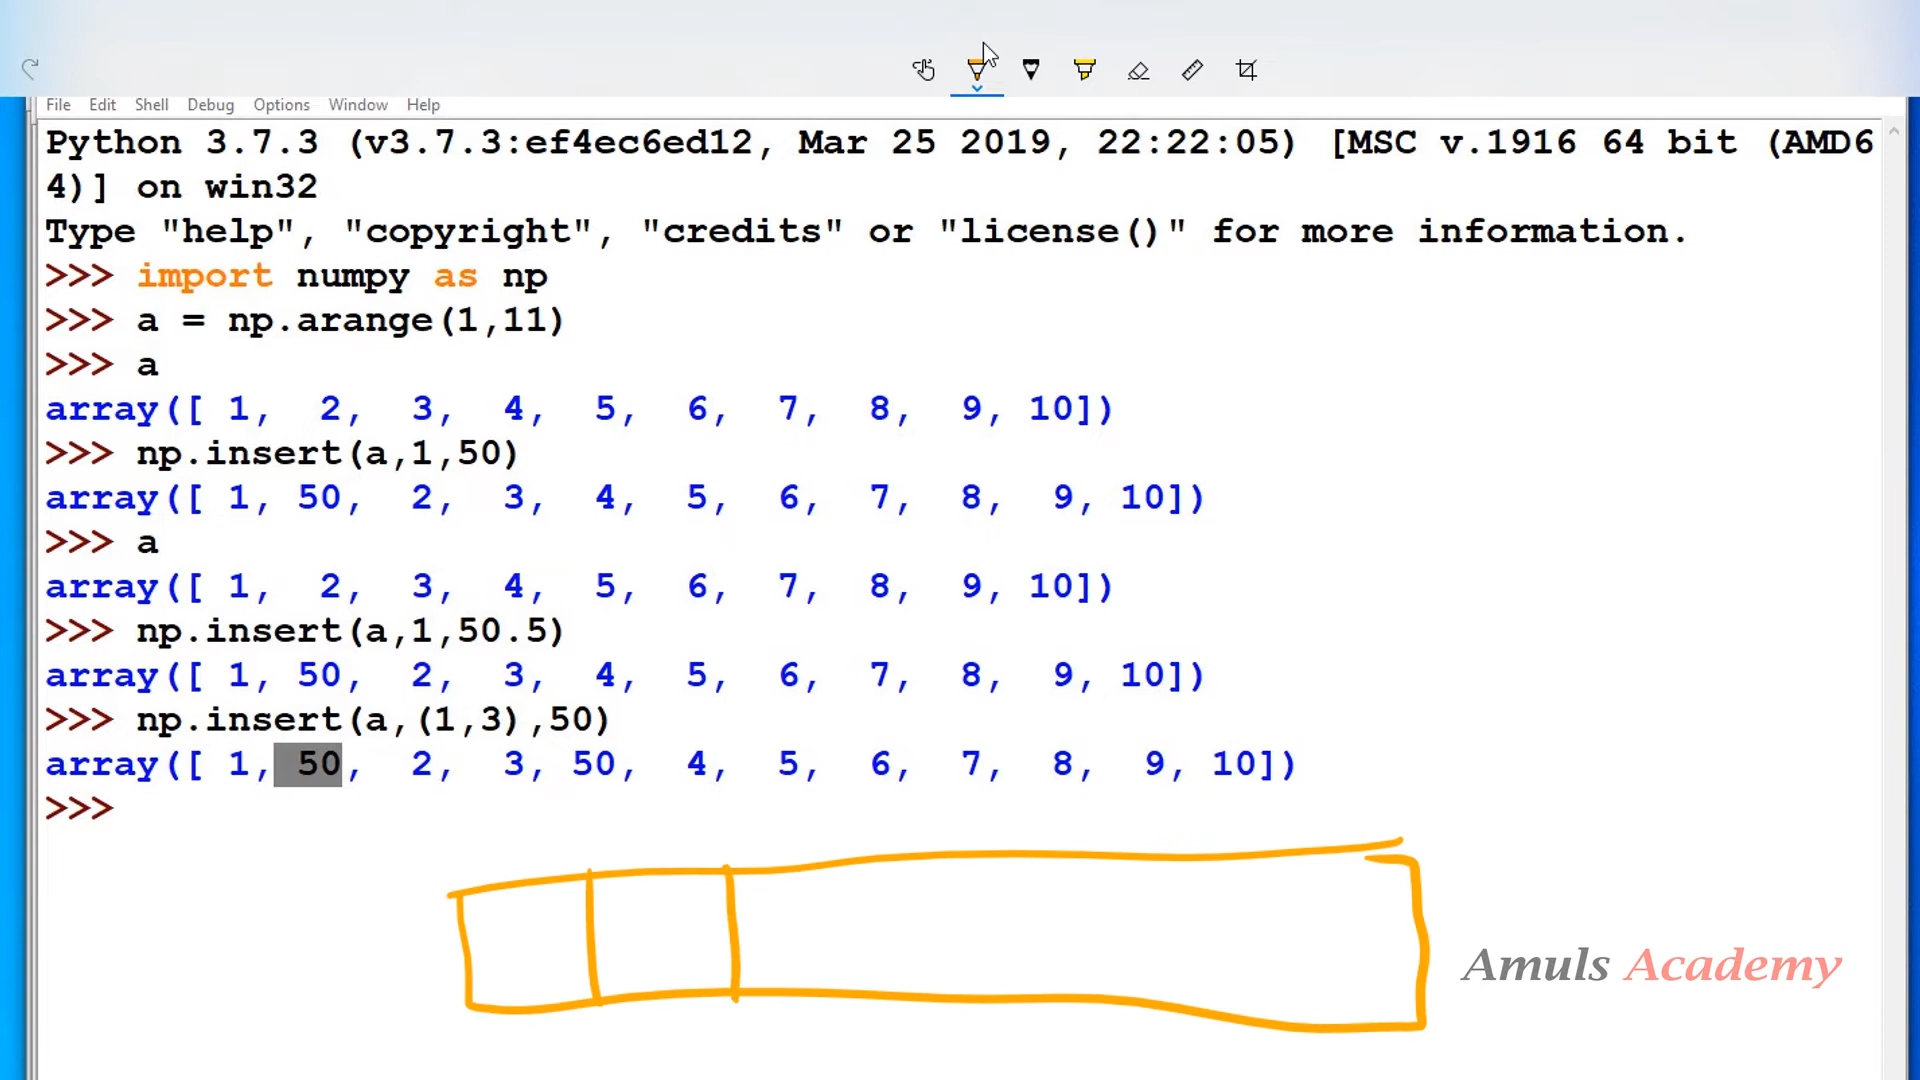 File Edit Shell Debug Options Window Help
Python 3.7.3 (v3.7.3:ef4ec6ed12, Mar 25 2019, 22:22:05) [MSC v.1916 64 bit (AMD6
4)] on win32
Type "help", "copyright", "credits" or "license()" for more information.
>>> import numpy as np
>>> a = np.arange(1,11)
>>> a
array([ 1,  2,  3,  4,  5,  6,  7,  8,  9, 10])
>>> np.insert(a,1,50)
array([ 1, 50,  2,  3,  4,  5,  6,  7,  8,  9, 10])
>>> a
array([ 1,  2,  3,  4,  5,  6,  7,  8,  9, 10])
>>> np.insert(a,1,50.5)
array([ 1, 50,  2,  3,  4,  5,  6,  7,  8,  9, 10])
>>> np.insert(a,(1,3),50)
array([ 1, 50,  2,  3, 50,  4,  5,  6,  7,  8,  9, 10])
>>>
Amuls Academy